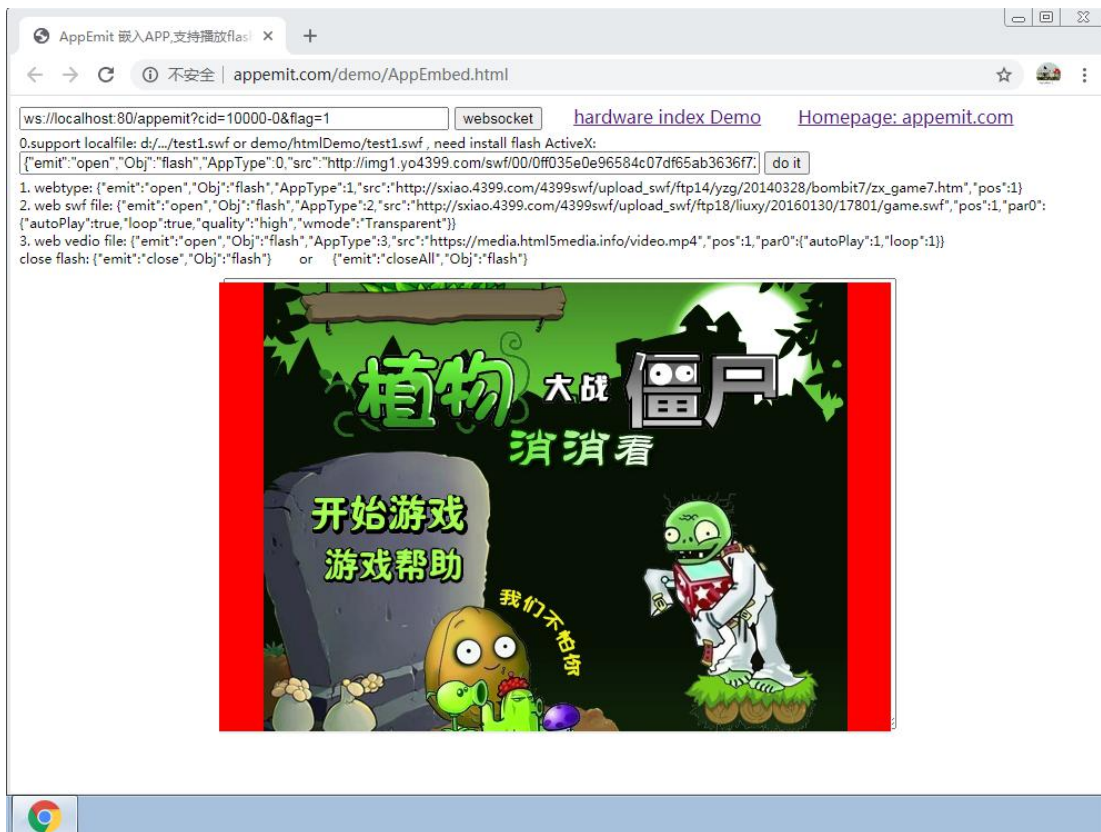 AppEmit 嵌入APP,支持播放flas
不安全 | appemit.com/demo/AppEmbed.html
ws://localhost:80/appemit?cid=10000-0&flag=1 websocket hardware index Demo Homepage: appemit.com
0.support localfile: d:/.../test1.swf or demo/htmlDemo/test1.swf , need install flash ActiveX:
{"emit":"open","Obj":"flash","AppType":0,"src":"http://img1.yo4399.com/swf/00/0ff035e0e96584c07df65ab3636f7 do it
1. webtype: {"emit":"open","Obj":"flash","AppType":1,"src":"http://sxiao.4399.com/4399swf/upload_swf/ftp14/yzg/20140328/bombit7/zx_game7.htm","pos":1}
2. web swf file: {"emit":"open","Obj":"flash","AppType":2,"src":"http://sxiao.4399.com/4399swf/upload_swf/ftp18/liuxy/20160130/17801/game.swf","pos":1,"par0":
{"autoPlay":true,"loop":true,"quality":"high","wmode":"Transparent"}}
3. web vedio file: {"emit":"open","Obj":"flash","AppType":3,"src":"https://media.html5media.info/video.mp4","pos":1,"par0":{"autoPlay":1,"loop":1}}
close flash: {"emit":"close","Obj":"flash"} or {"emit":"closeAll","Obj":"flash"}
植物大战僵尸
消消看
开始游戏
游戏帮助
我们不怕你